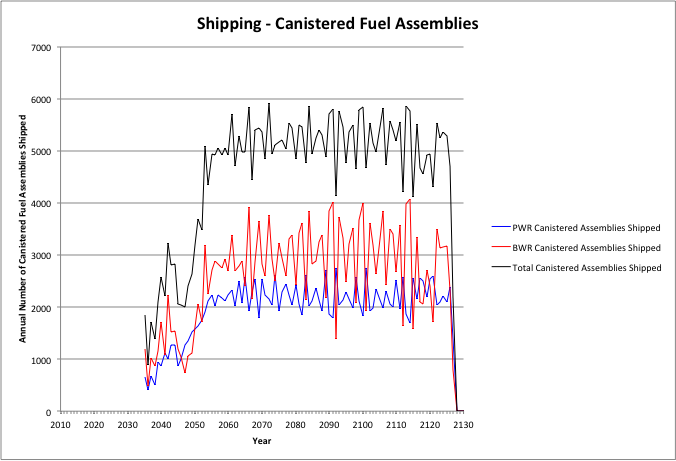 Shipping - Canistered Fuel Assemblies
Annual Number of Canistered Fuel Assemblies Shipped
7000
6000
5000
4000
3000
2000
1000
0
2010 2020 2030 2040 2050 2060 2070 2080 2090 2100 2110 2120 2130
Year
PWR Canistered Assemblies Shipped
BWR Canistered Assemblies Shipped
Total Canistered Assemblies Shipped